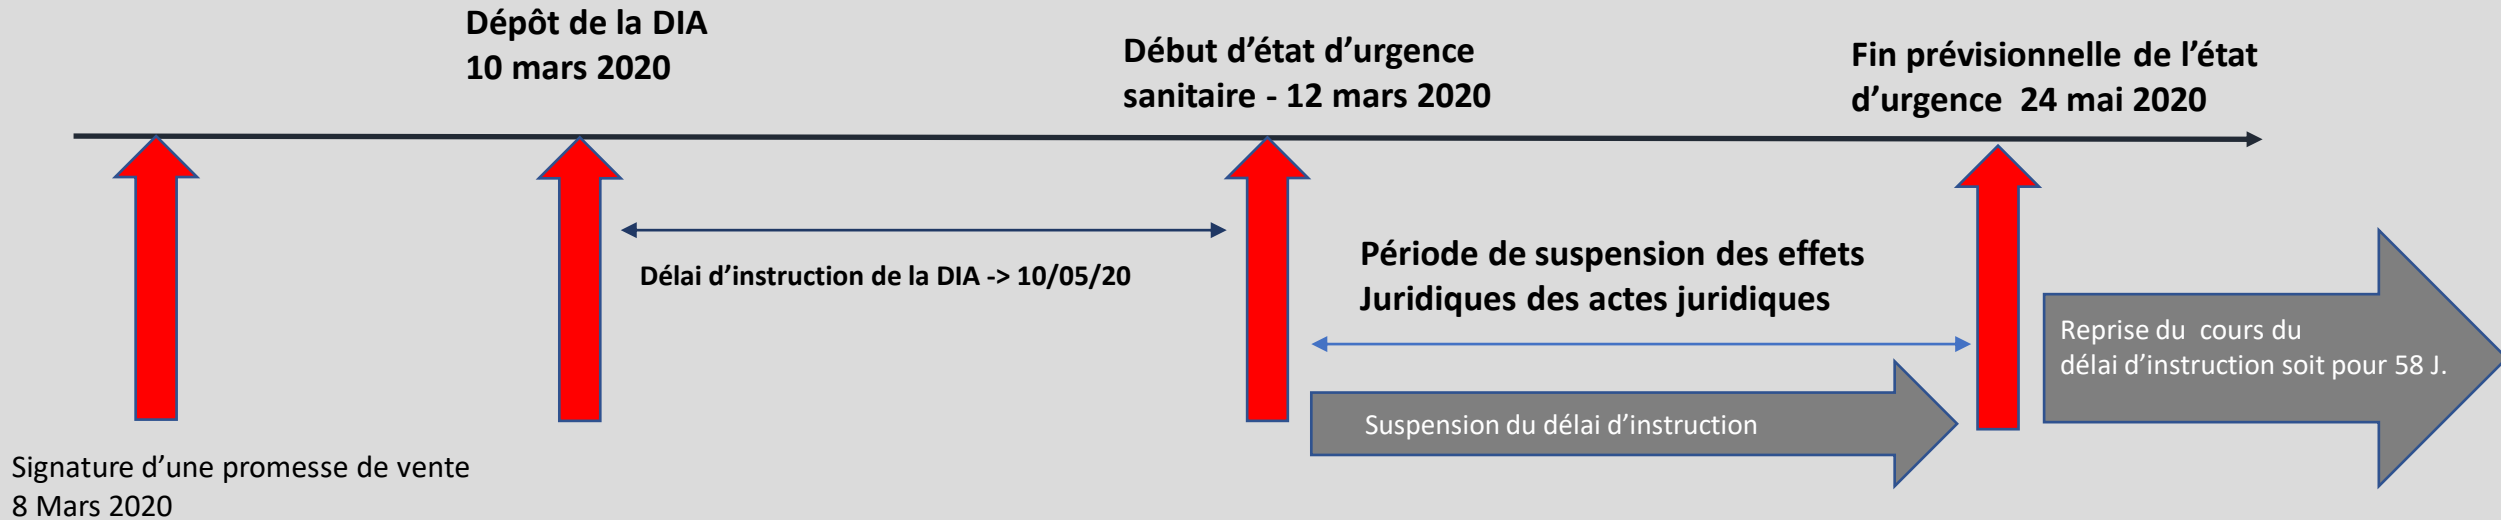 Dépôt de la DIA
10 mars 2020
Début d'état d'urgence
sanitaire - 12 mars 2020
Fin prévisionnelle de l'état
d'urgence  24 mai 2020
Délai d'instruction de la DIA -> 10/05/20
Période de suspension des effets
Juridiques des actes juridiques
Reprise du  cours du
délai d'instruction soit pour 58 J.
Suspension du délai d'instruction
Signature d'une promesse de vente
8 Mars 2020